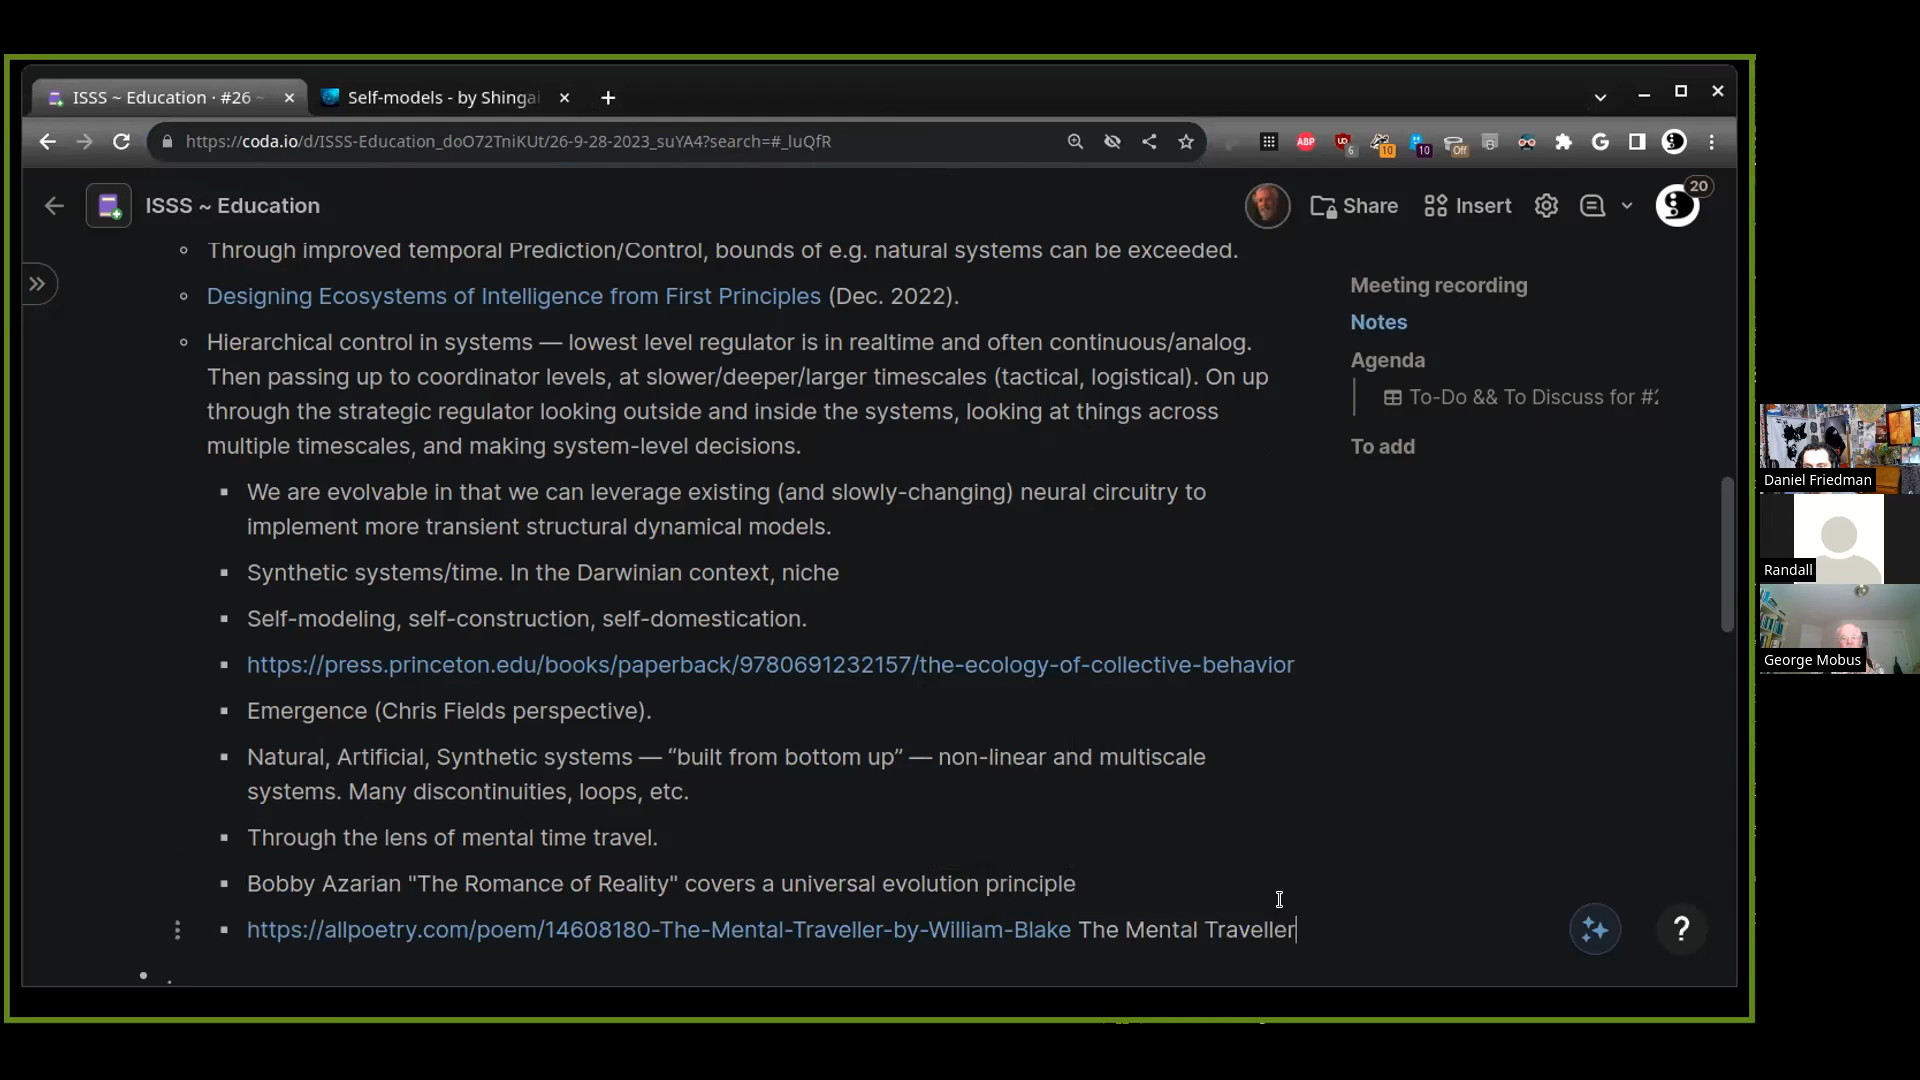 ISSS ~ Education · #26 ~
Self-models - by Shingai
https://coda.io/d/ISSS-Education_doO72TniKUt/26-9-28-2023_suYA4?search=#_luQfR
ABP
6
10
10
Off
ISSS ~ Education
Share
Insert
20
Through improved temporal Prediction/Control, bounds of e.g. natural systems can be exceeded.
Designing Ecosystems of Intelligence from First Principles (Dec. 2022).
Hierarchical control in systems — lowest level regulator is in realtime and often continuous/analog.
Then passing up to coordinator levels, at slower/deeper/larger timescales (tactical, logistical). On up
through the strategic regulator looking outside and inside the systems, looking at things across
multiple timescales, and making system-level decisions.
We are evolvable in that we can leverage existing (and slowly-changing) neural circuitry to
implement more transient structural dynamical models.
Synthetic systems/time. In the Darwinian context, niche
Self-modeling, self-construction, self-domestication.
https://press.princeton.edu/books/paperback/9780691232157/the-ecology-of-collective-behavior
Emergence (Chris Fields perspective).
Natural, Artificial, Synthetic systems — “built from bottom up” — non-linear and multiscale
systems. Many discontinuities, loops, etc.
Through the lens of mental time travel.
Bobby Azarian "The Romance of Reality" covers a universal evolution principle
https://allpoetry.com/poem/14608180-The-Mental-Traveller-by-William-Blake The Mental Traveller
.
Meeting recording
Notes
Agenda
To-Do && To Discuss for #2
To add
?
Daniel Friedman
Randall
George Mobus